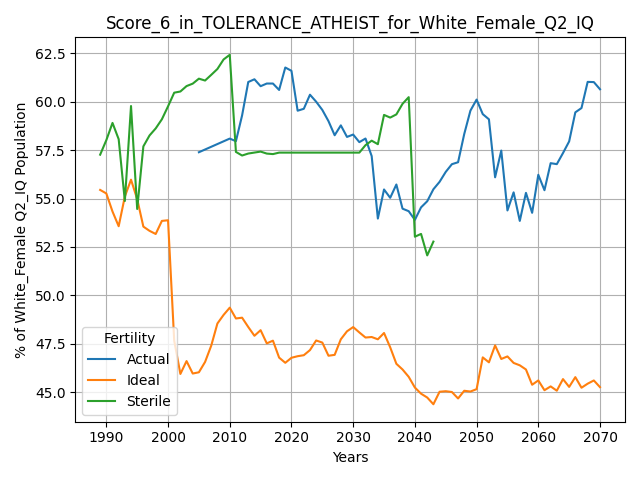 Score_6_in_TOLERANCE_ATHEIST_for_White_Female_Q2_IQ
% of White_Female Q2_IQ Population
62.5
60.0
57.5
55.0
52.5
50.0
47.5
45.0
Fertility
Actual
Ideal
Sterile
1990 2000 2010 2020 2030 2040 2050 2060 2070
Years